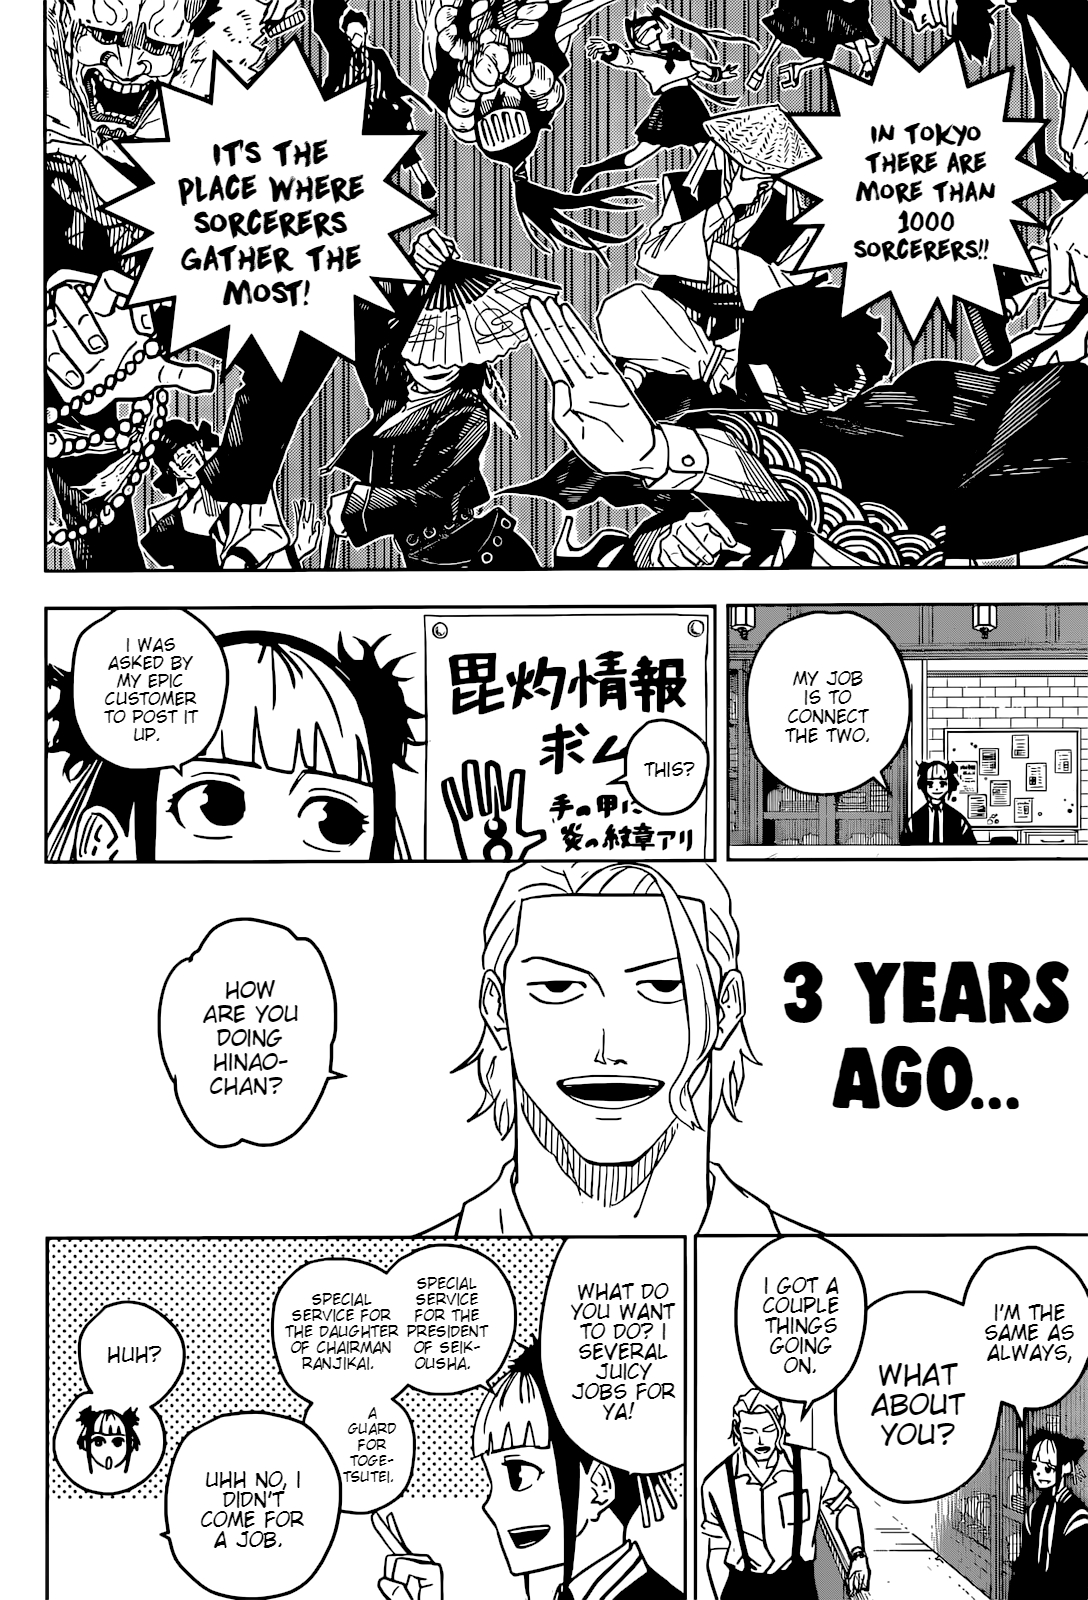 IN TOKYO
THERE ARE
MORE THAN
1000
SORCERERS!!
IT'S THE
PLACE WHERE
SORCERERS
GATHER THE
MOST!
MY JOB
IS TO
CONNECT
THE TWO.
THIS?
毘灼情報
求ム
手の甲に
炎の紋章アリ
I WAS
ASKED BY
MY EPIC
CUSTOMER
TO POST IT
UP.
3 YEARS
AGO...
HOW
ARE YOU
DOING
HINAO-
CHAN?
I'M THE
SAME AS
ALWAYS,
WHAT
ABOUT
YOU?
I GOT A
COUPLE
THINGS
GOING
ON.
WHAT DO
YOU WANT
TO DO? I
SEVERAL
JUICY
JOBS FOR
YA!
SPECIAL
SERVICE
FOR THE
PRESIDENT
OF SEIK-
OUSHA.
SPECIAL
SERVICE FOR
THE DAUGHTER
OF CHAIRMAN
RANJIKAI.
A
GUARD
FOR
TOGE-
TSUTEI.
UHH NO, I
DIDN'T
COME FOR
A JOB.
HUH?